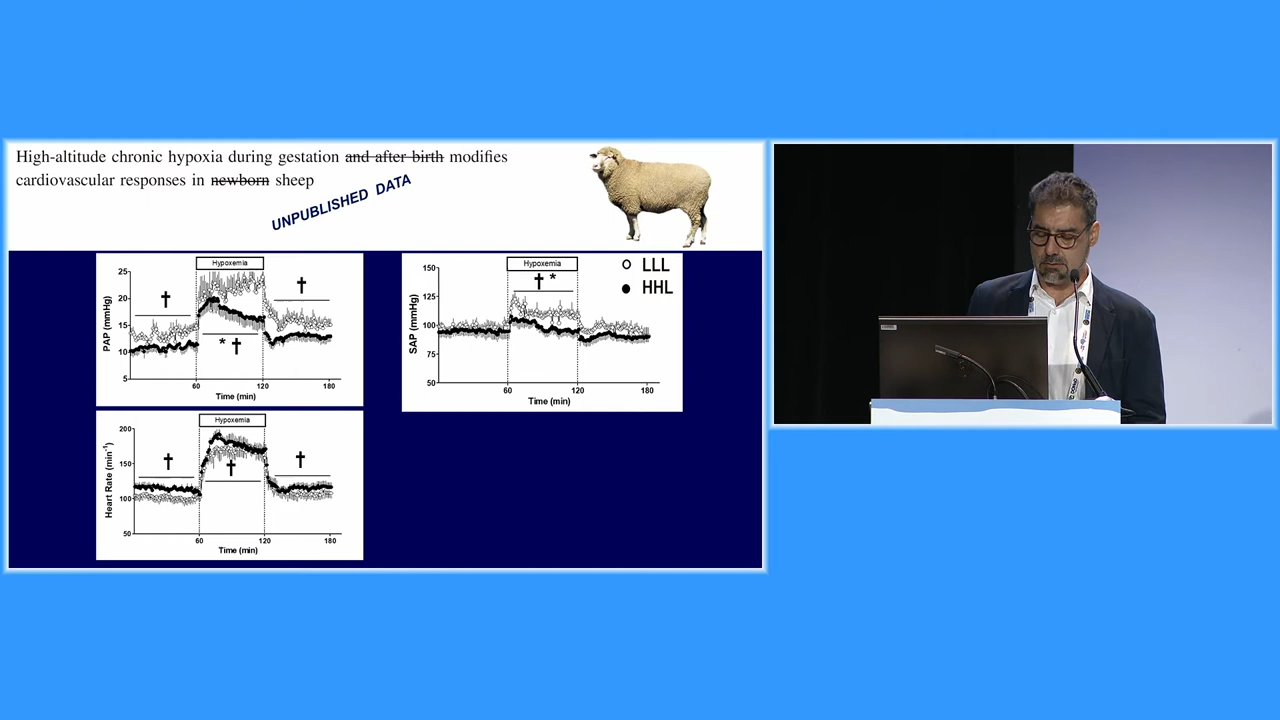 High-altitude chronic hypoxia during gestation and after birth modifies
cardiovascular responses in newborn sheep
UNPUBLISHED DATA
Hypoxemia
25
20
15
10
5
PAP (mmHg)
† * † †
60 120 180
Time (min)
Hypoxemia
150
125
100
75
50
SAP (mmHg)
† *
60 120 180
Time (min)
LLL
HHL
Hypoxemia
200
150
100
50
Heart Rate (min⁻¹)
† † †
60 120 180
Time (min)